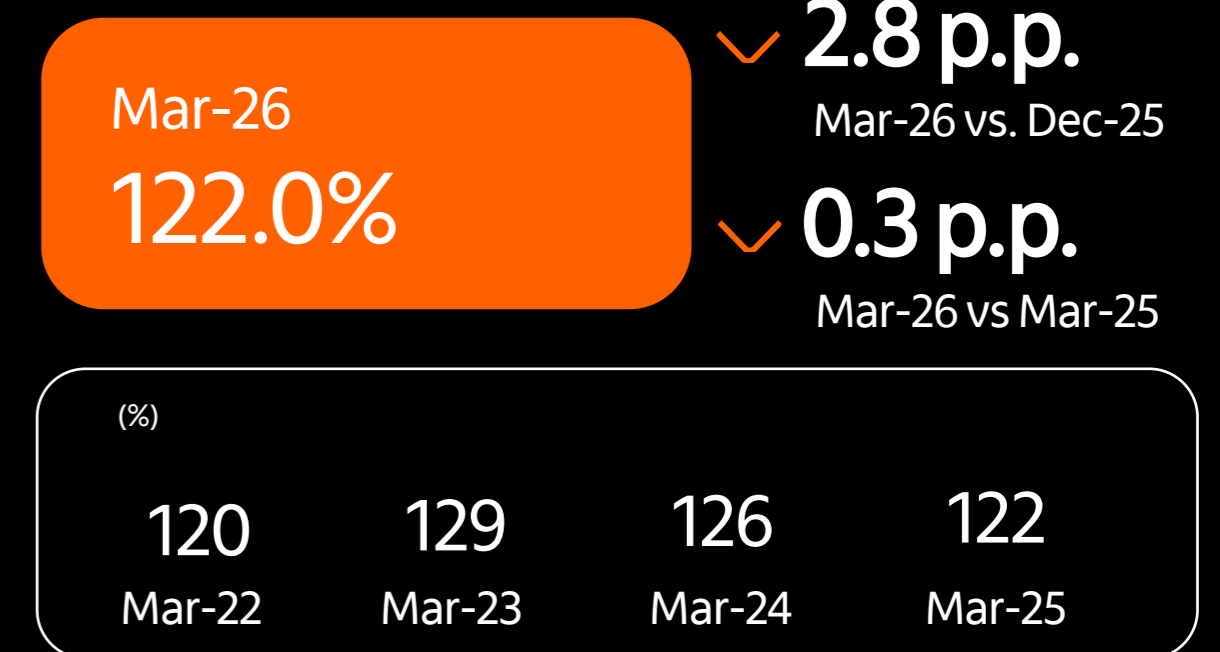 Mar-26
122.0%
2.8 p.p.
Mar-26 vs. Dec-25
0.3 p.p.
Mar-26 vs Mar-25
(%)
120 129 126 122
Mar-22 Mar-23 Mar-24 Mar-25